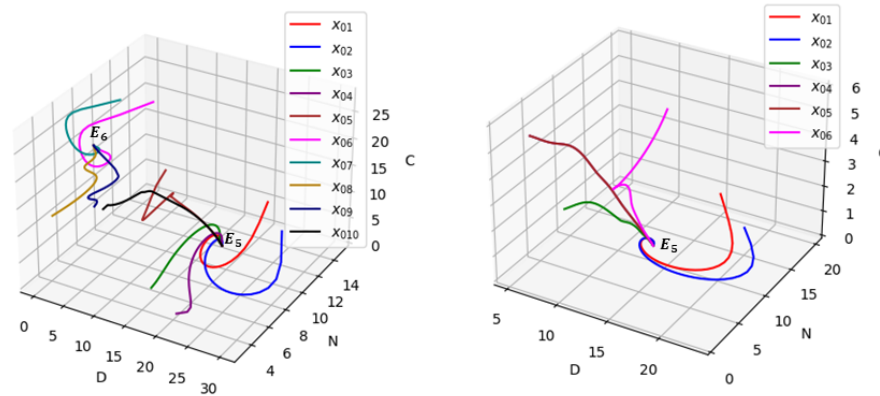 x₀₁
x₀₂
x₀₃
x₀₄
x₀₅
x₀₆
x₀₇
x₀₈
x₀₉
x₀₁₀
E₆
E₅
25
20
15
10
5
0
C
14
12
10
8
6
4
N
0
5
10
15
20
25
30
D
x₀₁
x₀₂
x₀₃
x₀₄
x₀₅
x₀₆
E₅
6
5
4
3
2
1
0
20
15
10
5
0
N
5
10
15
20
D